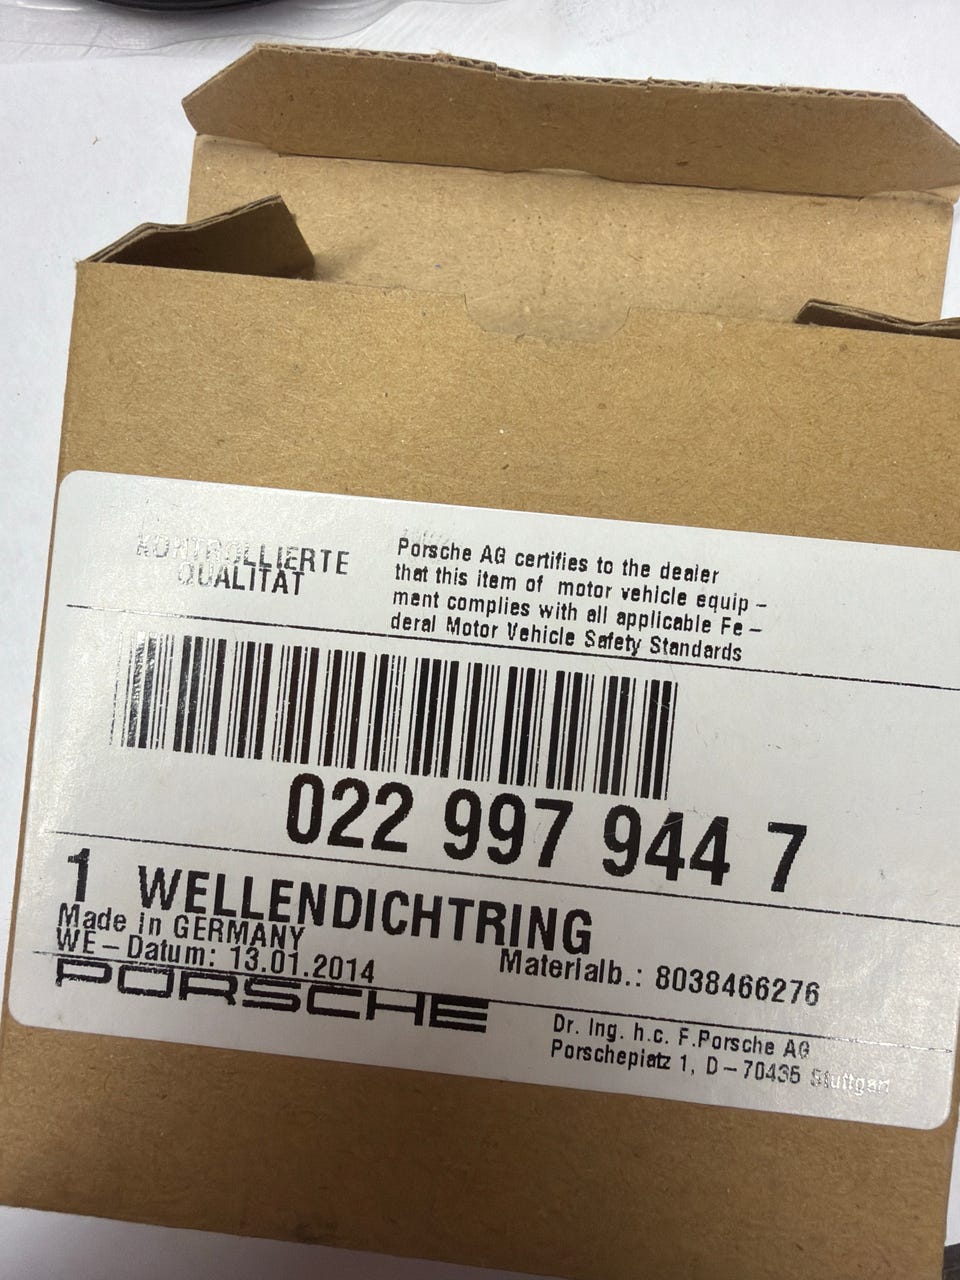 KONTROLLIERTE
QUALITÄT
Porsche AG certifies to the dealer
that this item of motor vehicle equip -
ment complies with all applicable Fe -
deral Motor Vehicle Safety Standards
022 997 944 7
1 WELLENDICHTRING
Made in GERMANY
WE - Datum: 13.01.2014
Materialb.: 8038466276
PORSCHE
Dr. Ing. h.c. F.Porsche AG
Porscheplatz 1, D - 70435 Stuttgart